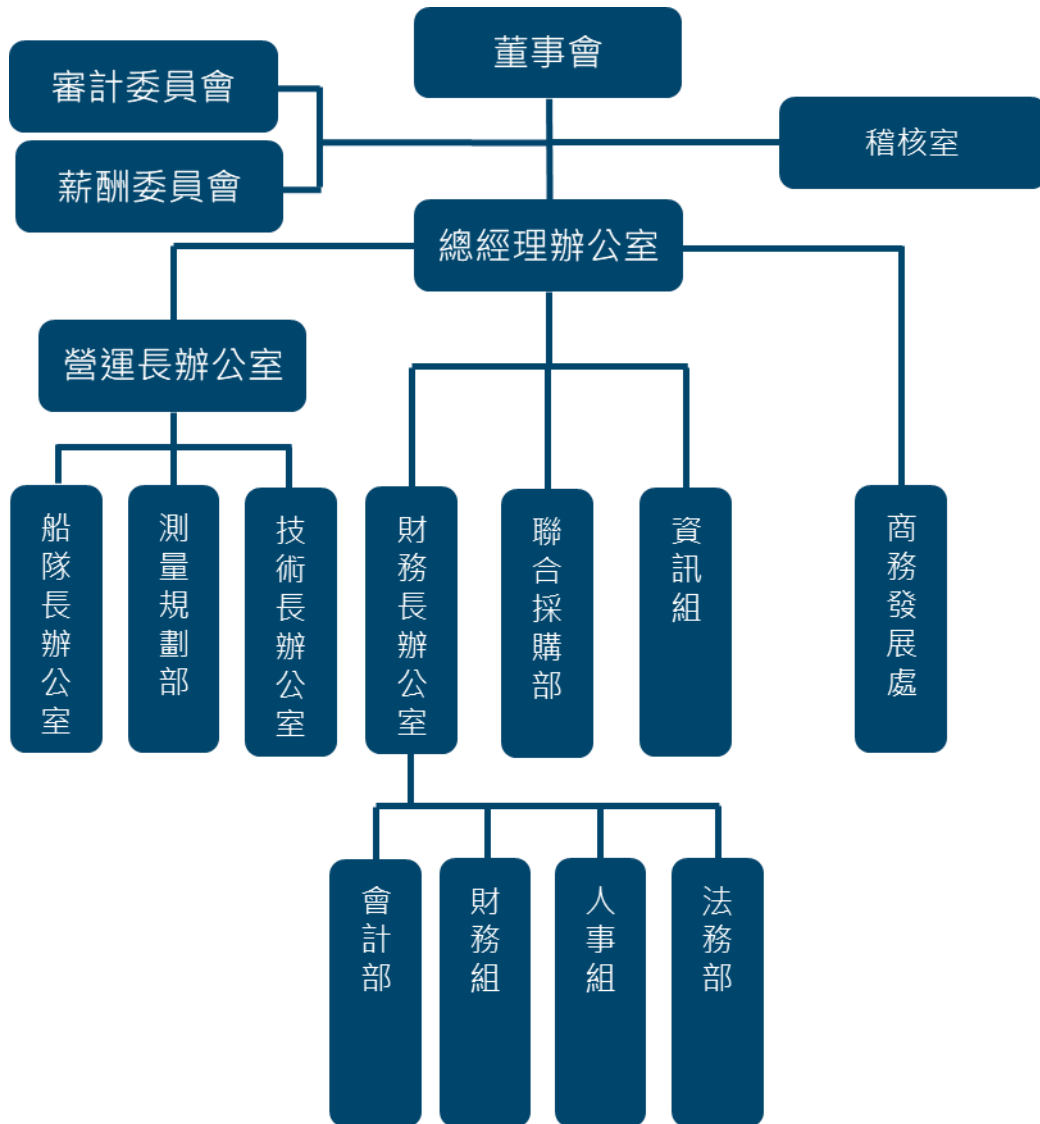 董事會
審計委員會
稽核室
薪酬委員會
總經理辦公室
營運長辦公室
船隊長辦公室
測量規劃部
技術長辦公室
財務長辦公室
聯合採購部
資訊組
商務發展處
會計部
財務組
人事組
法務部